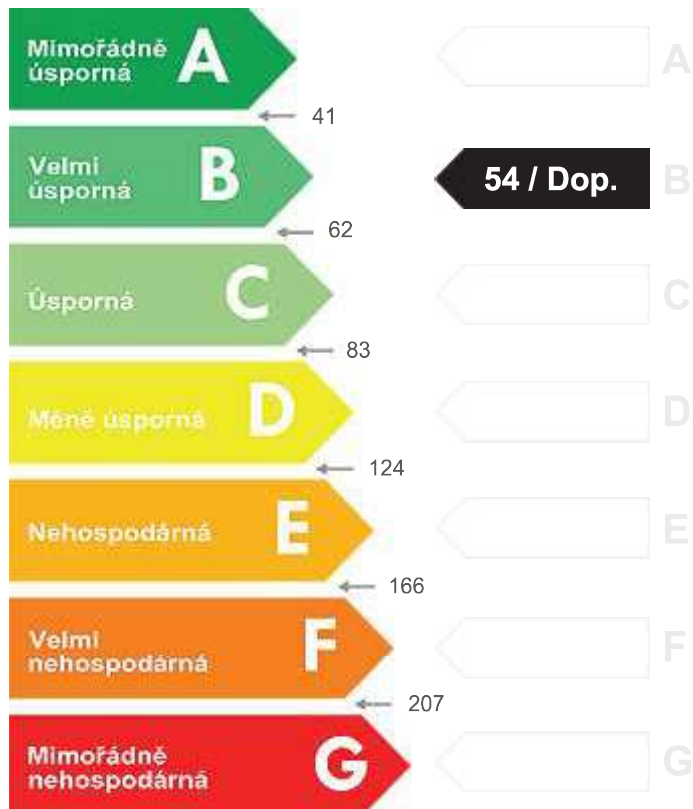 Mimořádně
úsporná
A
A
41
Velmi
úsporná
B
54 / Dop.
B
62
Úsporná
C
C
83
Méně úsporná
D
D
124
Nehospodárná
E
E
166
Velmi
nehospodárná
F
F
207
Mimořádně
nehospodárná
G
G